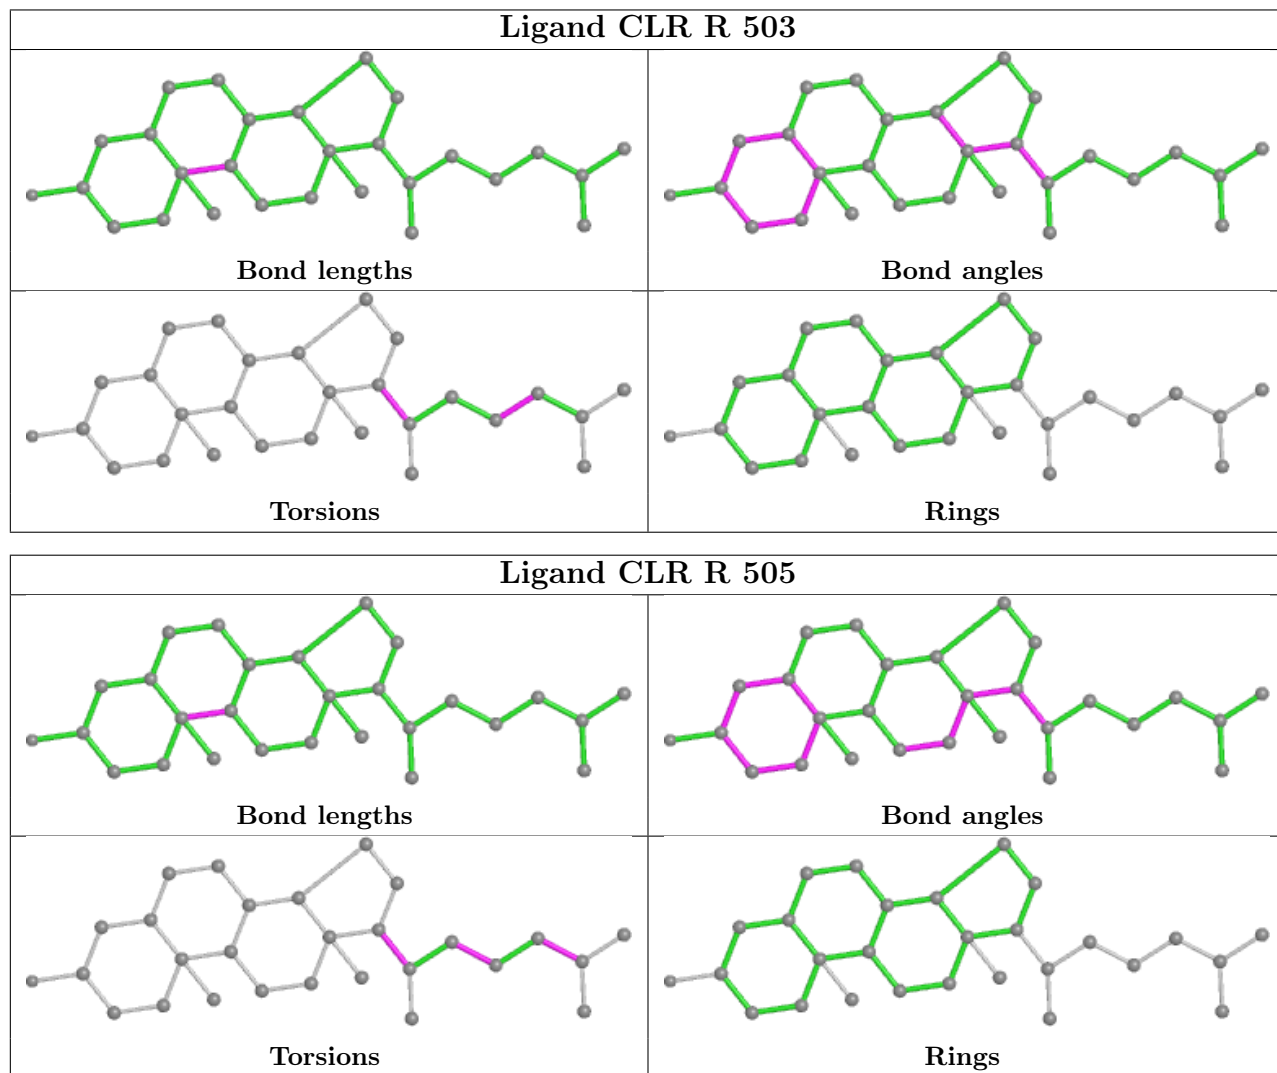 Ligand CLR R 503
Bond lengths
Bond angles
Torsions
Rings
Ligand CLR R 505
Bond lengths
Bond angles
Torsions
Rings